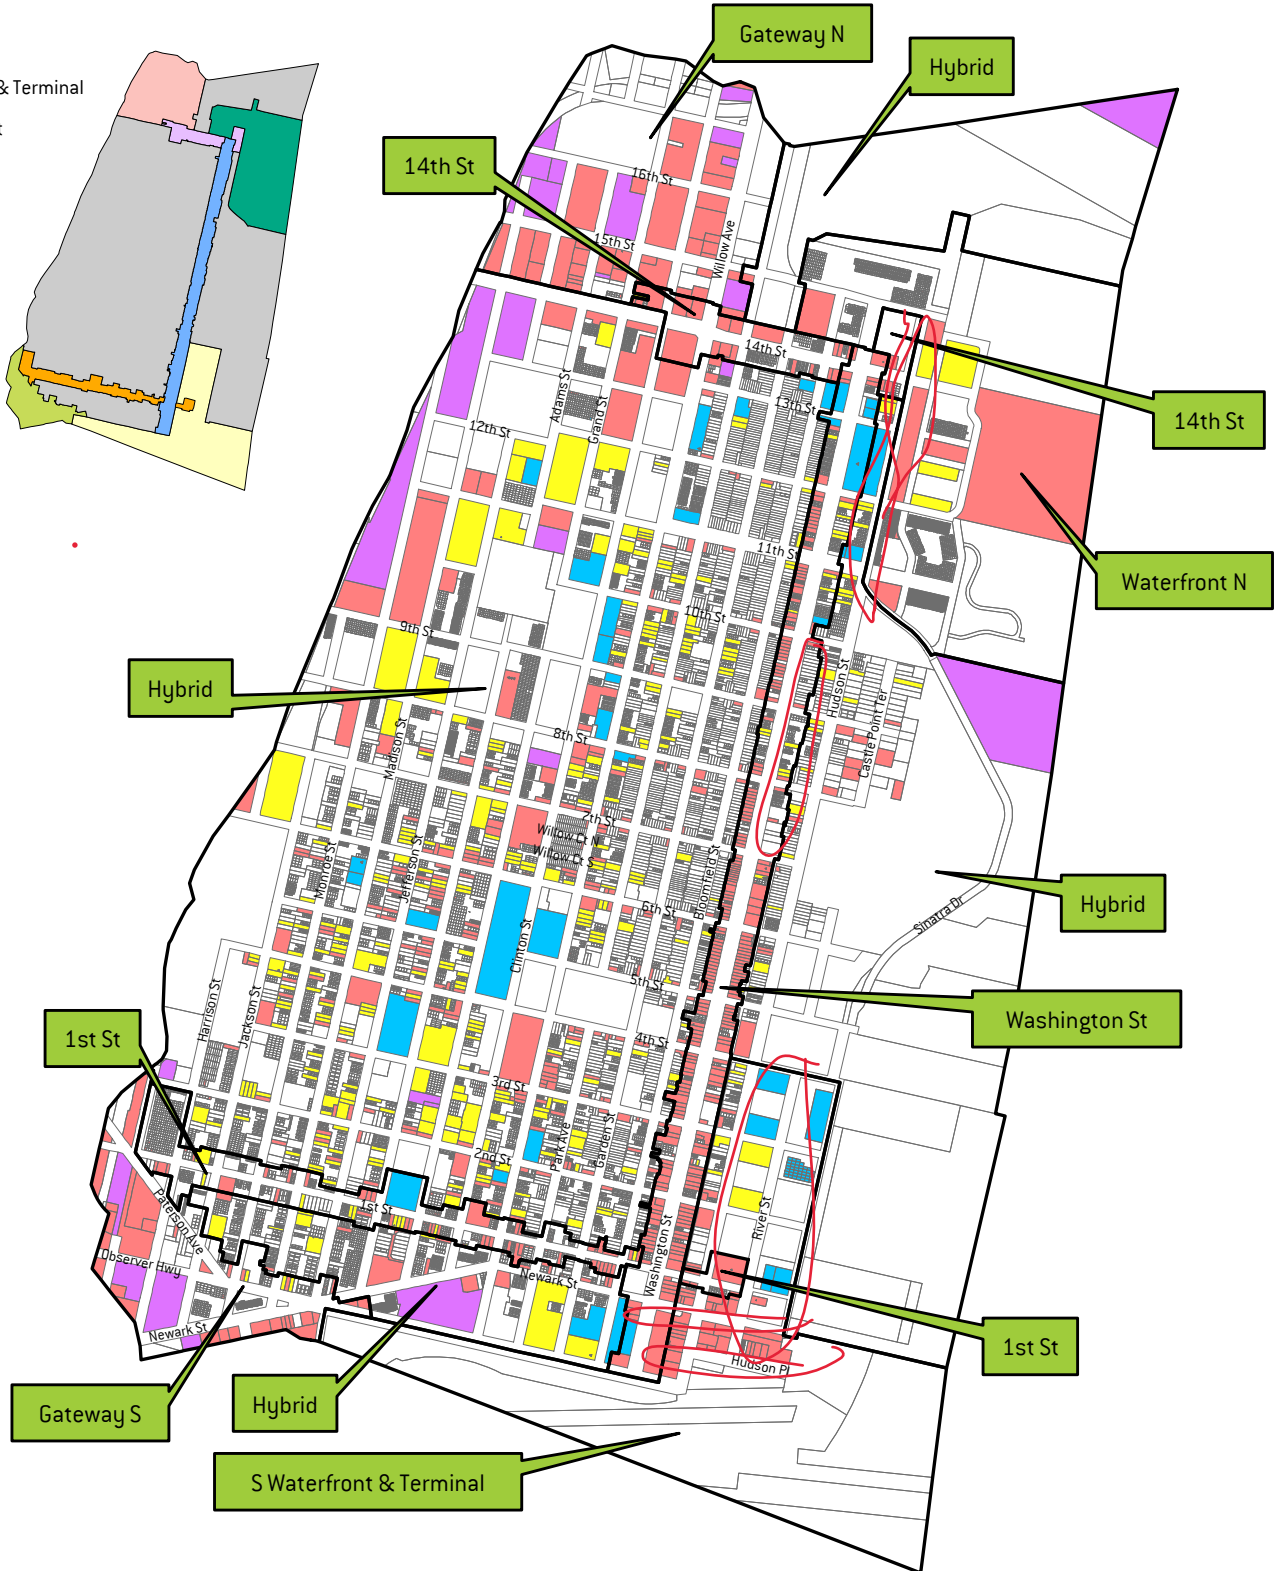 Gateway N
Hybrid
& Terminal
14th St
16th St
15th St
Willow Ave
14th St
14th St
13th St
Adams St
Grand St
12th St
11th St
Waterfront N
10th St
9th St
Hybrid
Hudson St
Castle Point Ter
8th St
Madison St
7th St
Willow Ct N
Willow Ct S
Monroe St
Jefferson St
Bloomfield St
6th St
Hybrid
Sinatra Dr
Clinton St
5th St
Harrison St
Jackson St
Washington St
4th St
1st St
3rd St
Park Ave
Garden St
2nd St
1st St
River St
Paterson Ave
Washington St
Observer Hwy
Newark St
Newark St
1st St
Hudson Pl
Gateway S
Hybrid
S Waterfront & Terminal